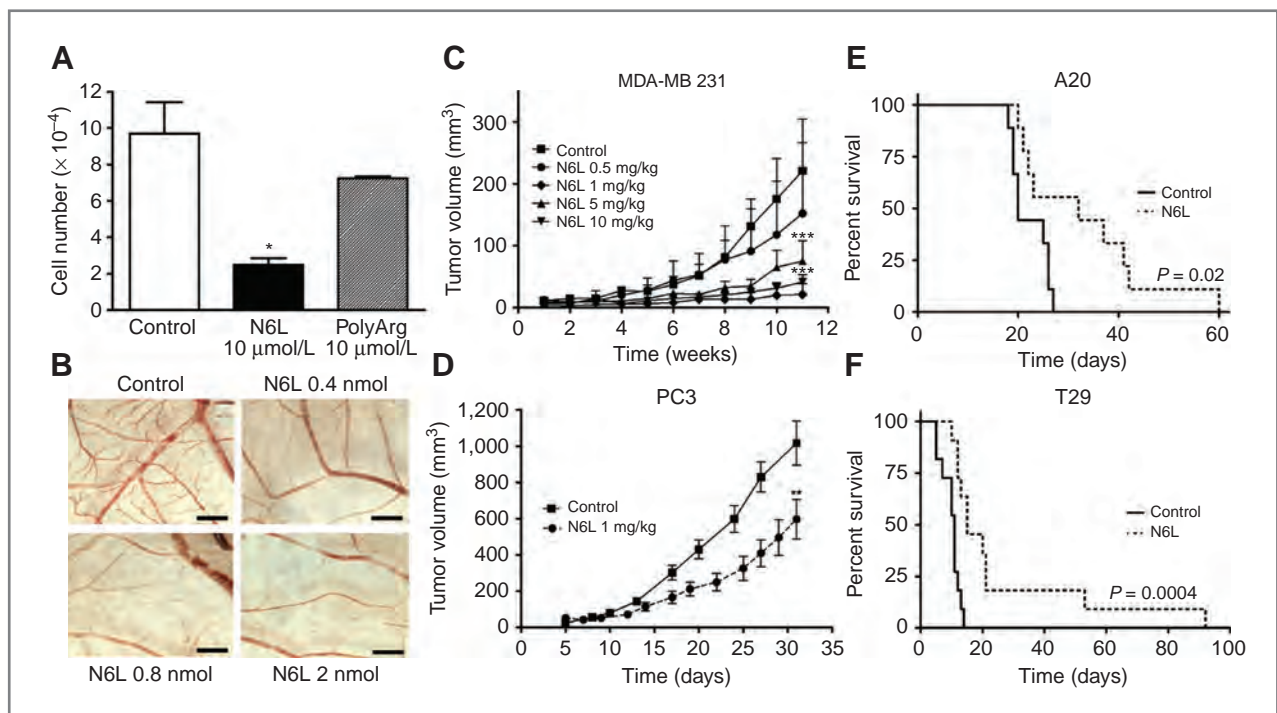 A
Cell number (× 10⁻⁴)
12
10
8
6
4
2
0
*
Control
N6L
10 μmol/L
PolyArg
10 μmol/L
B
Control
N6L 0.4 nmol
N6L 0.8 nmol
N6L 2 nmol
C
MDA-MB 231
Tumor volume (mm³)
300
200
100
0
Control
N6L 0.5 mg/kg
N6L 1 mg/kg
N6L 5 mg/kg
N6L 10 mg/kg
***
***
0 2 4 6 8 10 12
Time (weeks)
D
PC3
Tumor volume (mm³)
1,000
800
600
400
200
0
Control
N6L 1 mg/kg
**
0 5 10 15 20 25 30 35
Time (days)
E
A20
Percent survival
100
75
50
25
0
Control
N6L
P = 0.02
0 20 40 60
Time (days)
F
T29
Percent survival
100
75
50
25
0
Control
N6L
P = 0.0004
0 20 40 60 80 100
Time (days)